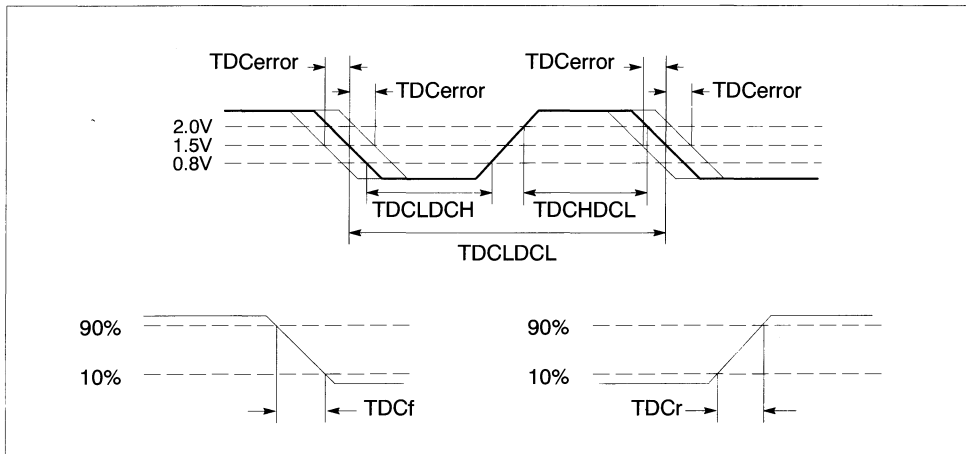 TDCerror
TDCerror
TDCerror
TDCerror
2.0V
1.5V
0.8V
TDCLDCH
TDCHDCL
TDCLDCL
90%
90%
10%
10%
TDCf
TDCr